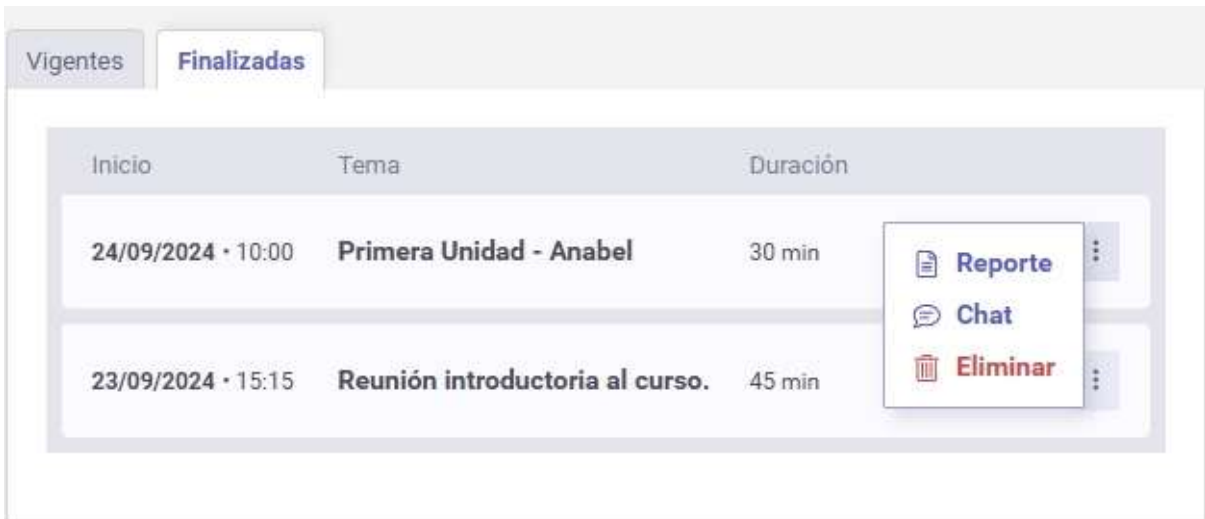 Vigentes
Finalizadas
Inicio Tema Duración
24/09/2024 · 10:00 Primera Unidad - Anabel 30 min
Reporte
Chat
Eliminar
23/09/2024 · 15:15 Reunión introductoria al curso. 45 min